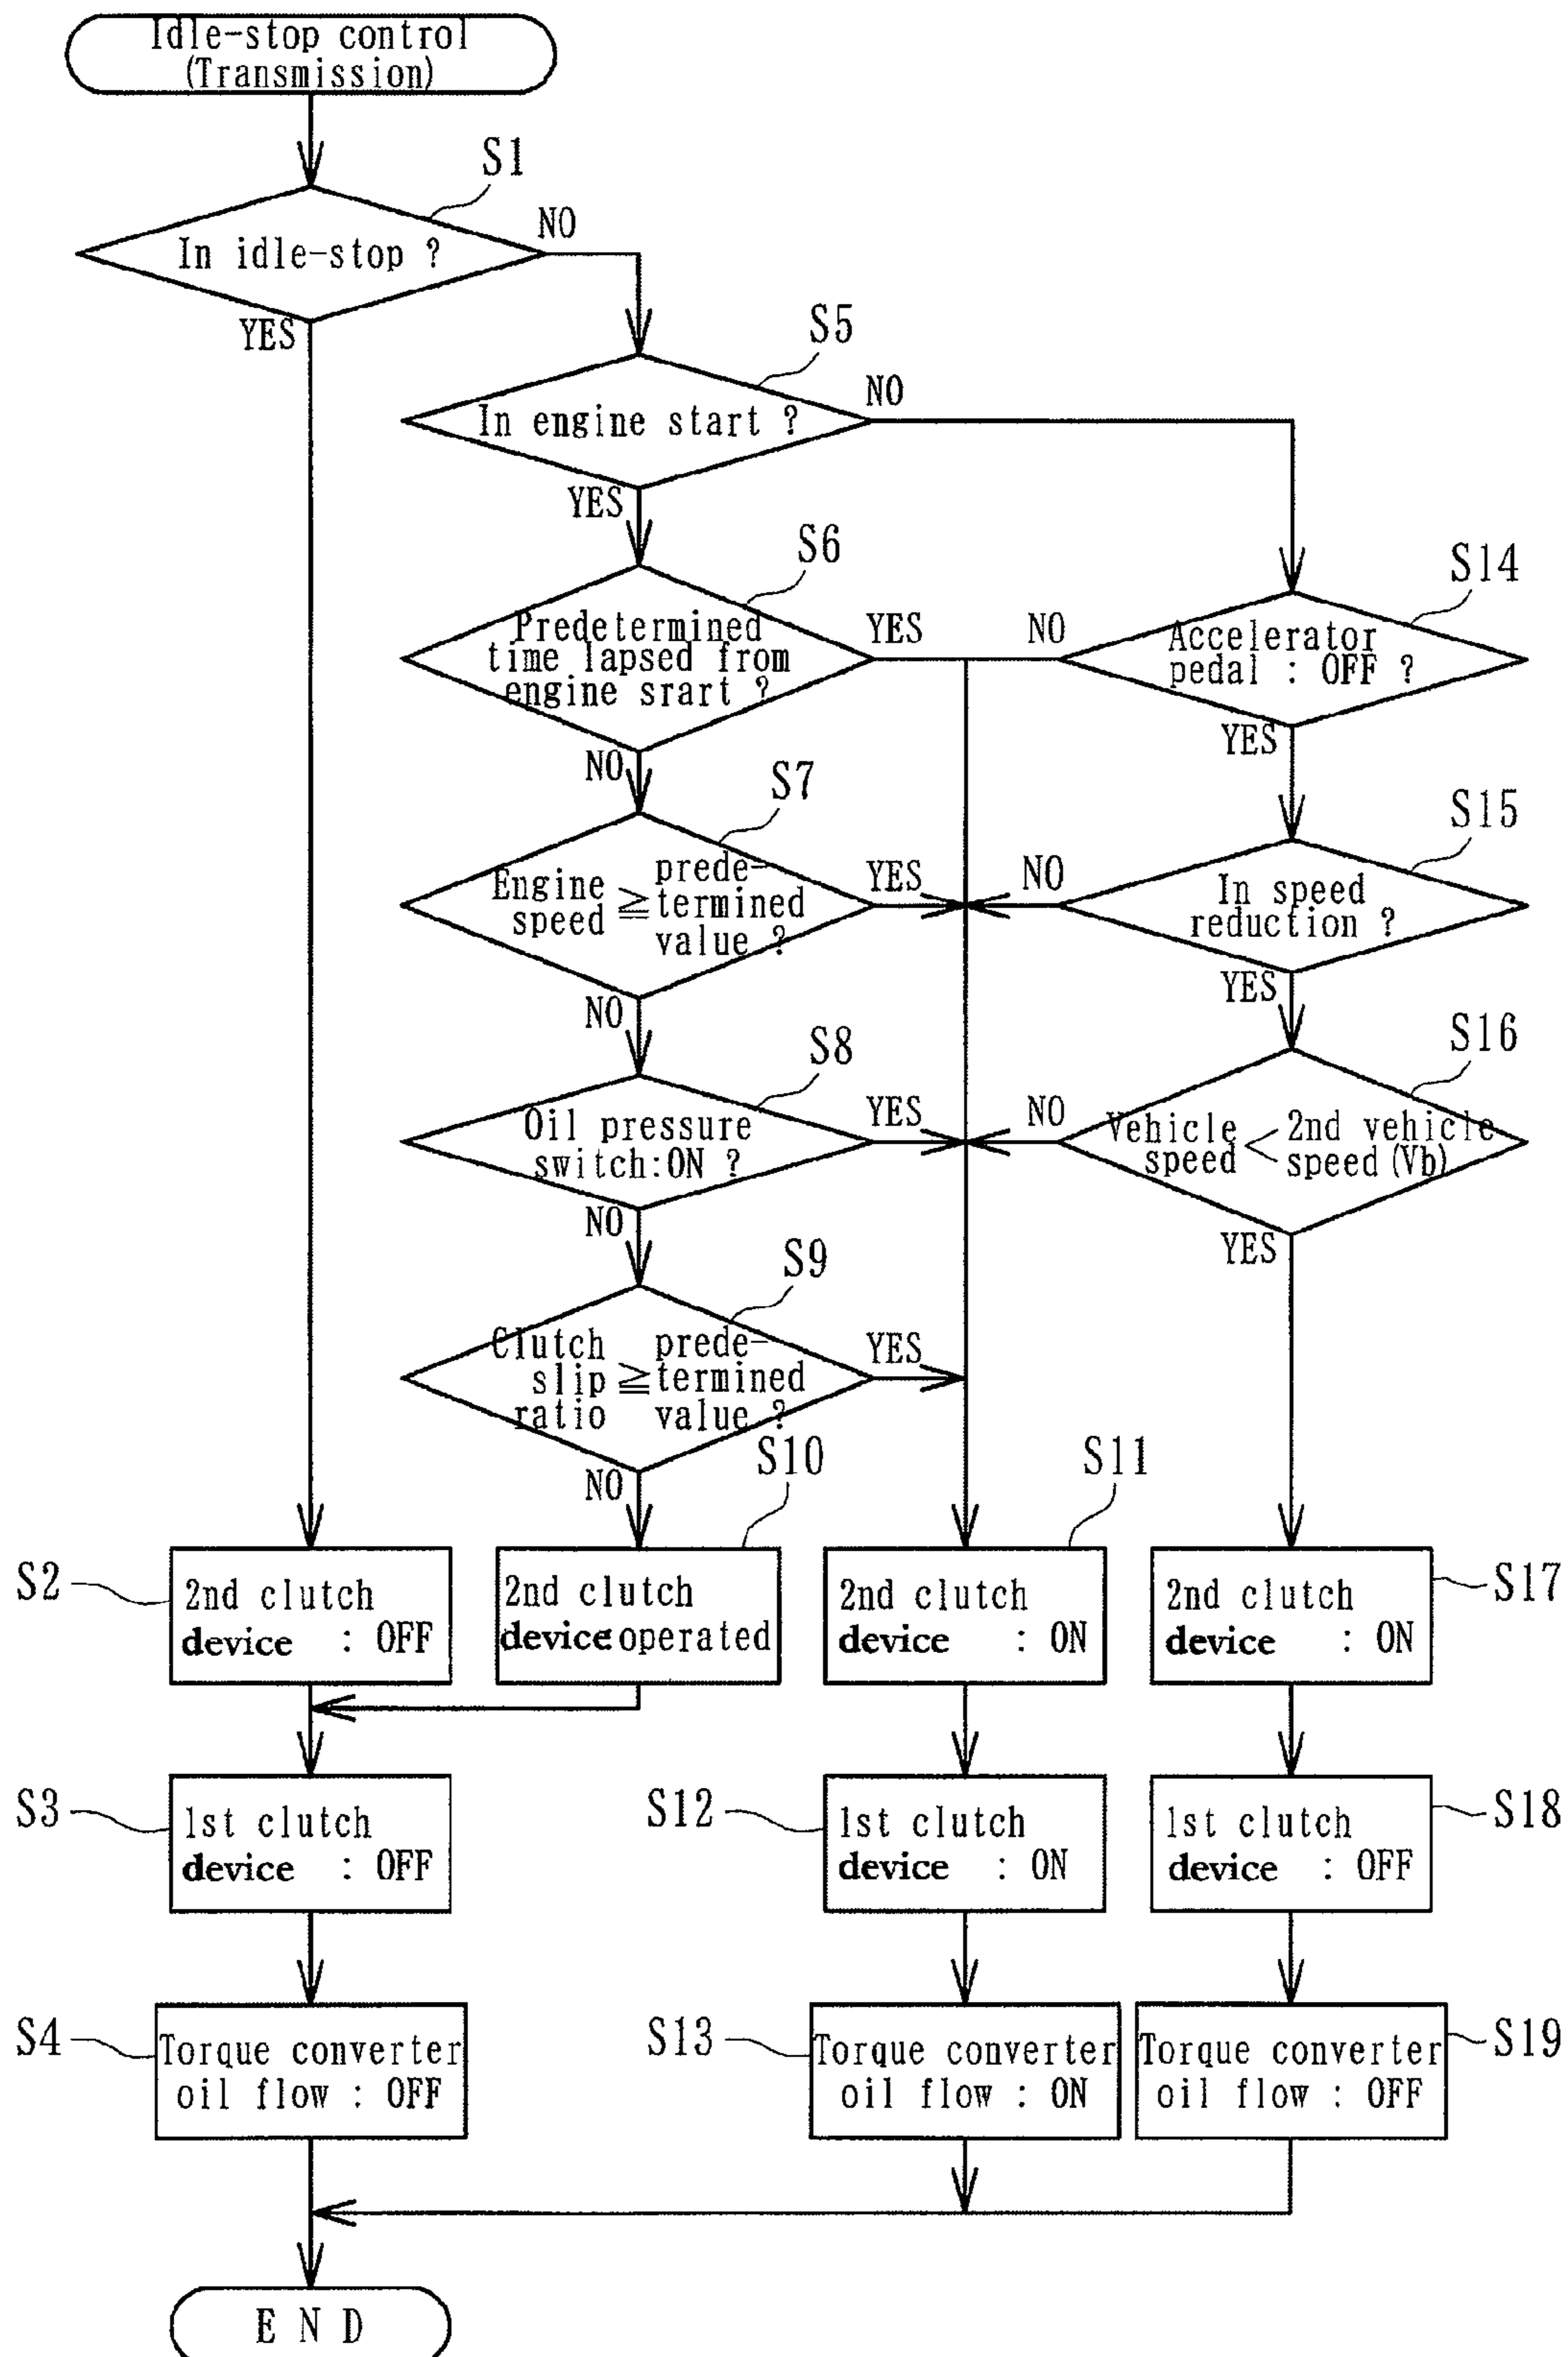 Idle-stop control
(Transmission)
S1
In idle-stop ?
NO
YES
S5
In engine start ?
NO
YES
S6
Predetermined
time lapsed from
engine srart ?
YES
NO
S14
Accelerator
pedal : OFF ?
NO
YES
S7
Engine
speed
≧
prede-
termined
value ?
YES
NO
S15
In speed
reduction ?
NO
YES
S8
Oil pressure
switch:ON ?
YES
NO
S16
Vehicle
speed
<
2nd vehicle
speed (Vb)
NO
YES
S9
Clutch
slip
ratio
≧
prede-
termined
value ?
YES
NO
S2
2nd clutch
device : OFF
S10
2nd clutch
device:operated
S11
2nd clutch
device : ON
S17
2nd clutch
device : ON
S3
1st clutch
device : OFF
S12
1st clutch
device : ON
S18
1st clutch
device : OFF
S4
Torque converter
oil flow : OFF
S13
Torque converter
oil flow : ON
S19
Torque converter
oil flow : OFF
E N D